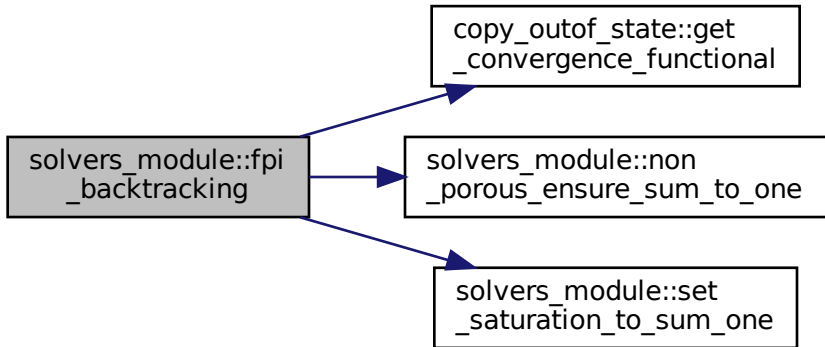 copy_outof_state::get
_convergence_functional
solvers_module::fpi
_backtracking
solvers_module::non
_porous_ensure_sum_to_one
solvers_module::set
_saturation_to_sum_one